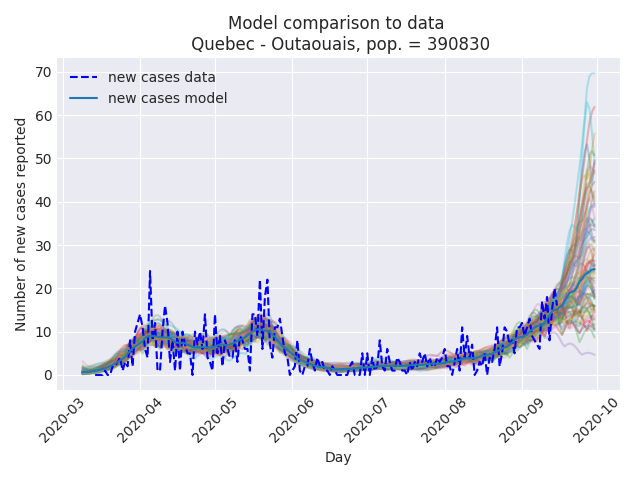 Model comparison to data
Quebec - Outaouais, pop. = 390830
new cases data
new cases model
Number of new cases reported
70
60
50
40
30
20
10
0
2020-03
2020-04
2020-05
2020-06
2020-07
2020-08
2020-09
2020-10
Day